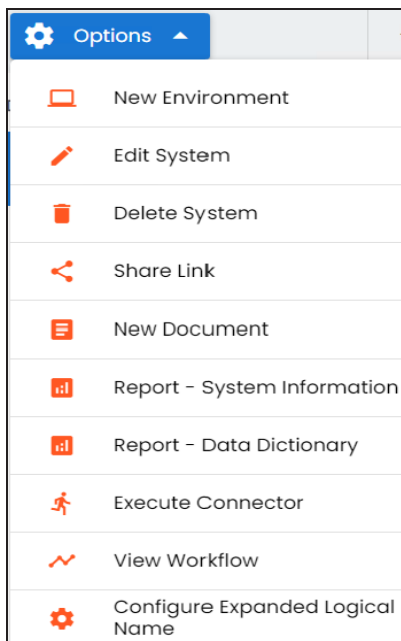 Options
New Environment
Edit System
Delete System
Share Link
New Document
Report - System Information
Report - Data Dictionary
Execute Connector
View Workflow
Configure Expanded Logical
Name